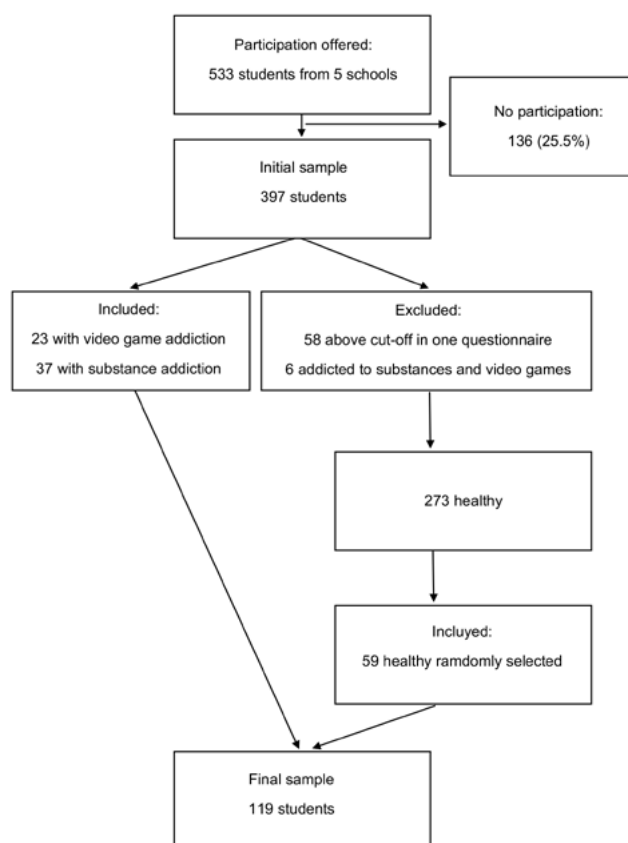 Participation offered:
533 students from 5 schools
No participation:
136 (25.5%)
Initial sample
397 students
Included:
23 with video game addiction
37 with substance addiction
Excluded:
58 above cut-off in one questionnaire
6 addicted to substances and video games
273 healthy
Incluyed:
59 healthy ramdomly selected
Final sample
119 students